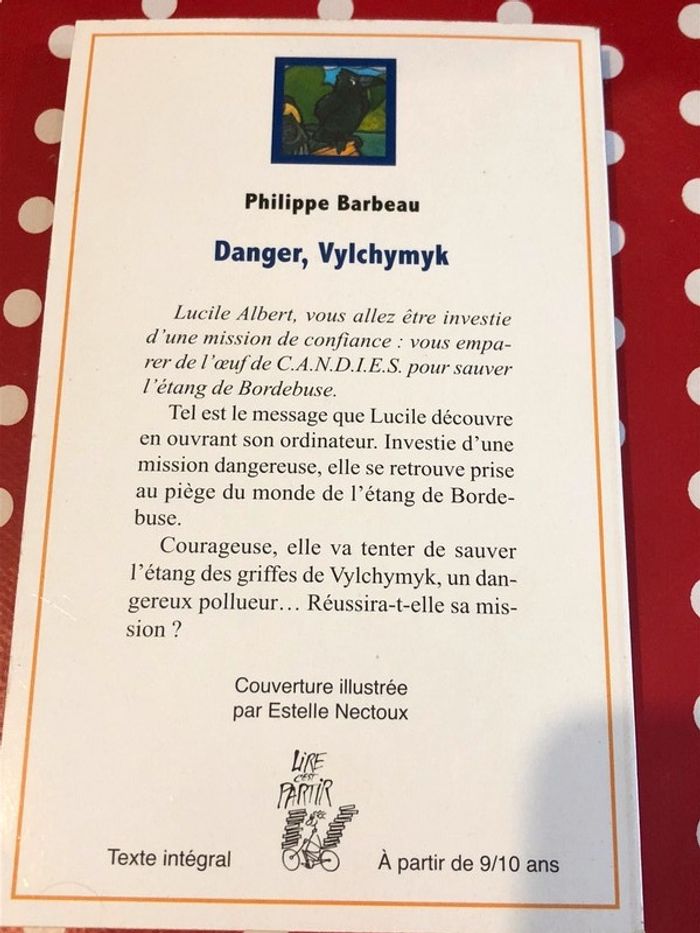 Philippe Barbeau
Danger, Vylchymyk
Lucile Albert, vous allez être investie
d'une mission de confiance : vous empa-
rer de l'œuf de C.A.N.D.I.E.S. pour sauver
l'étang de Bordebuse.
Tel est le message que Lucile découvre
en ouvrant son ordinateur. Investie d'une
mission dangereuse, elle se retrouve prise
au piège du monde de l'étang de Borde-
buse.
Courageuse, elle va tenter de sauver
l'étang des griffes de Vylchymyk, un dan-
gereux pollueur… Réussira-t-elle sa mis-
sion ?
Couverture illustrée
par Estelle Nectoux
LIRE
C'EST
PARTIR
Texte intégral
À partir de 9/10 ans